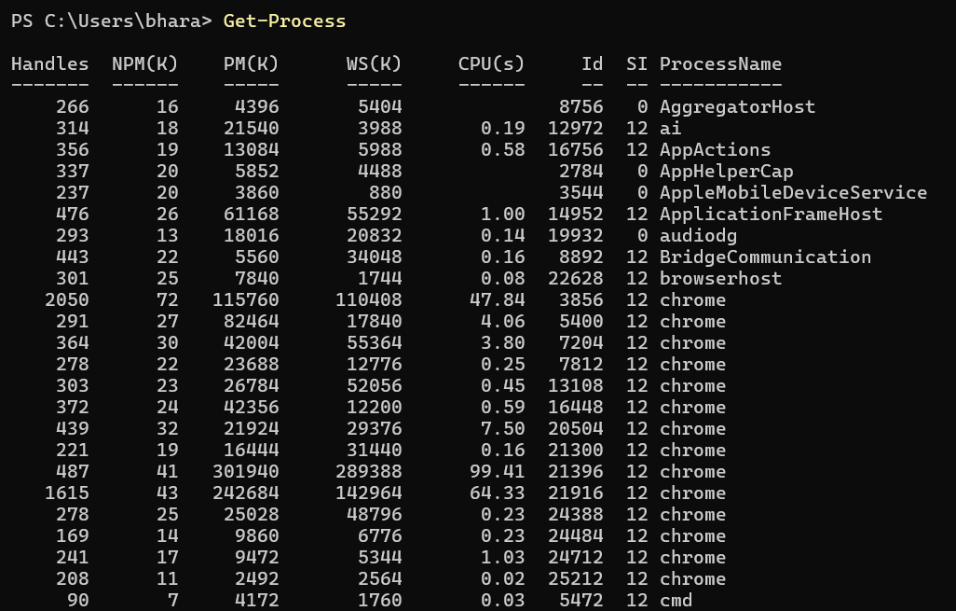 PS C:\Users\bhara> Get-Process
Handles NPM(K) PM(K) WS(K) CPU(s) Id SI ProcessName
------- ------ ----- ----- ------ -- -- -----------
266 16 4396 5404 8756 0 AggregatorHost
314 18 21540 3988 0.19 12972 12 ai
356 19 13084 5988 0.58 16756 12 AppActions
337 20 5852 4488 2784 0 AppHelperCap
237 20 3860 880 3544 0 AppleMobileDeviceService
476 26 61168 55292 1.00 14952 12 ApplicationFrameHost
293 13 18016 20832 0.14 19932 0 audiodg
443 22 5560 34048 0.16 8892 12 BridgeCommunication
301 25 7840 1744 0.08 22628 12 browserhost
2050 72 115760 110408 47.84 3856 12 chrome
291 27 82464 17840 4.06 5400 12 chrome
364 30 42004 55364 3.80 7204 12 chrome
278 22 23688 12776 0.25 7812 12 chrome
303 23 26784 52056 0.45 13108 12 chrome
372 24 42356 12200 0.59 16448 12 chrome
439 32 21924 29376 7.50 20504 12 chrome
221 19 16444 31440 0.16 21300 12 chrome
487 41 301940 289388 99.41 21396 12 chrome
1615 43 242684 142964 64.33 21916 12 chrome
278 25 25028 48796 0.23 24388 12 chrome
169 14 9860 6776 0.23 24484 12 chrome
241 17 9472 5344 1.03 24712 12 chrome
208 11 2492 2564 0.02 25212 12 chrome
90 7 4172 1760 0.03 5472 12 cmd